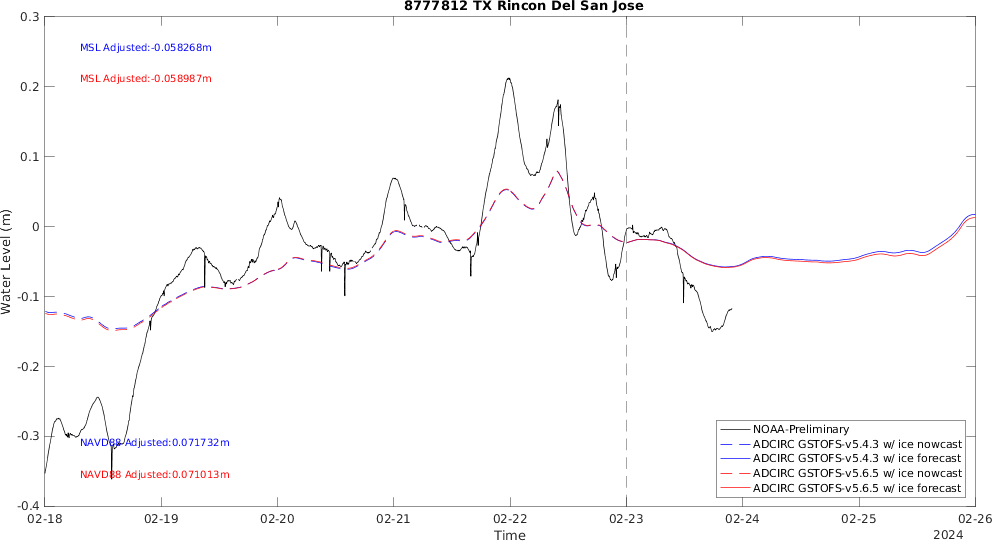 8777812 TX Rincon Del San Jose
MSL Adjusted:-0.058268m
MSL Adjusted:-0.058987m
NAVD88 Adjusted:0.071732m
NAVD88 Adjusted:0.071013m
Water Level (m)
0.3
0.2
0.1
0
-0.1
-0.2
-0.3
-0.4
NOAA-Preliminary
ADCIRC GSTOFS-v5.4.3 w/ ice nowcast
ADCIRC GSTOFS-v5.4.3 w/ ice forecast
ADCIRC GSTOFS-v5.6.5 w/ ice nowcast
ADCIRC GSTOFS-v5.6.5 w/ ice forecast
02-18 02-19 02-20 02-21 02-22 02-23 02-24 02-25 02-26
Time
2024